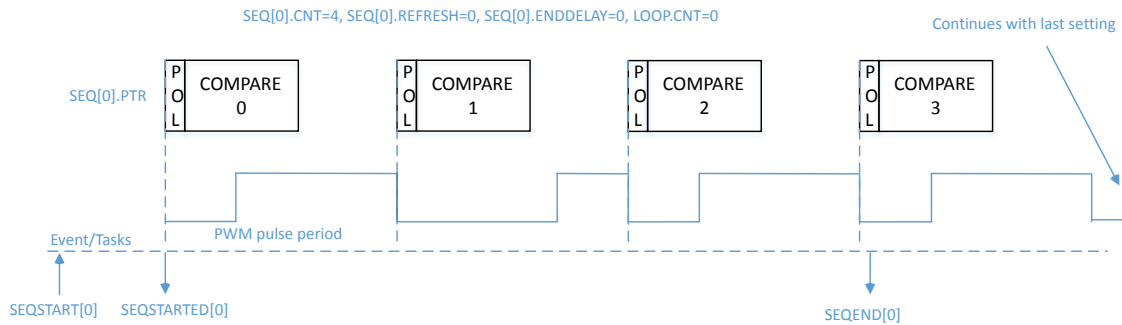 SEQ[0].CNT=4, SEQ[0].REFRESH=0, SEQ[0].ENDDELAY=0, LOOP.CNT=0
Continues with last setting
SEQ[0].PTR
P
O
L
COMPARE
0
P
O
L
COMPARE
1
P
O
L
COMPARE
2
P
O
L
COMPARE
3
Event/Tasks
PWM pulse period
SEQSTART[0]
SEQSTARTED[0]
SEQEND[0]